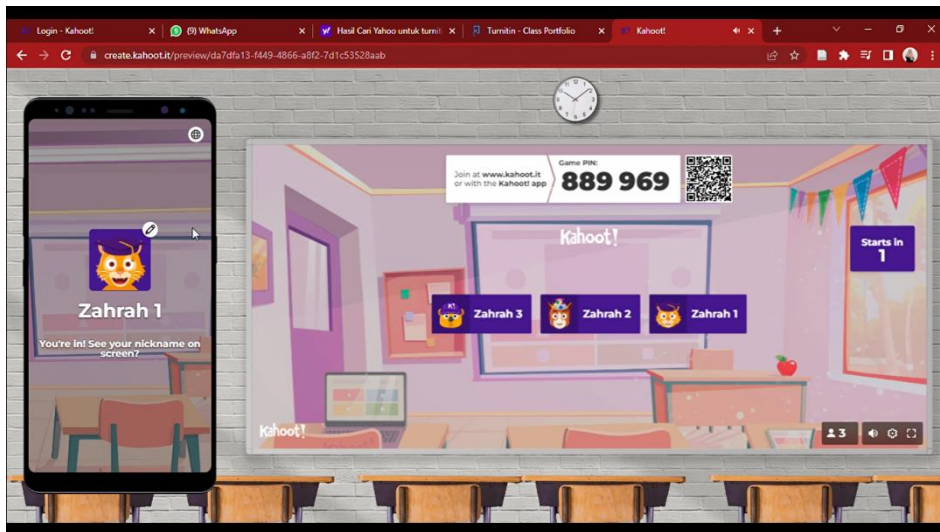 Login - Kahoot!
(9) WhatsApp
Hasil Cari Yahoo untuk turniti
Turnitin - Class Portfolio
Kahoot!
create.kahoot.it/preview/da7dfa13-f449-4866-a8f2-7d1c53528aab
Zahrah 1
You're in! See your nickname on
screen?
Join at www.kahoot.it
or with the Kahoot! app
Game PIN:
889 969
Kahoot!
Starts in
1
Zahrah 3
Zahrah 2
Zahrah 1
Kahoot!
3